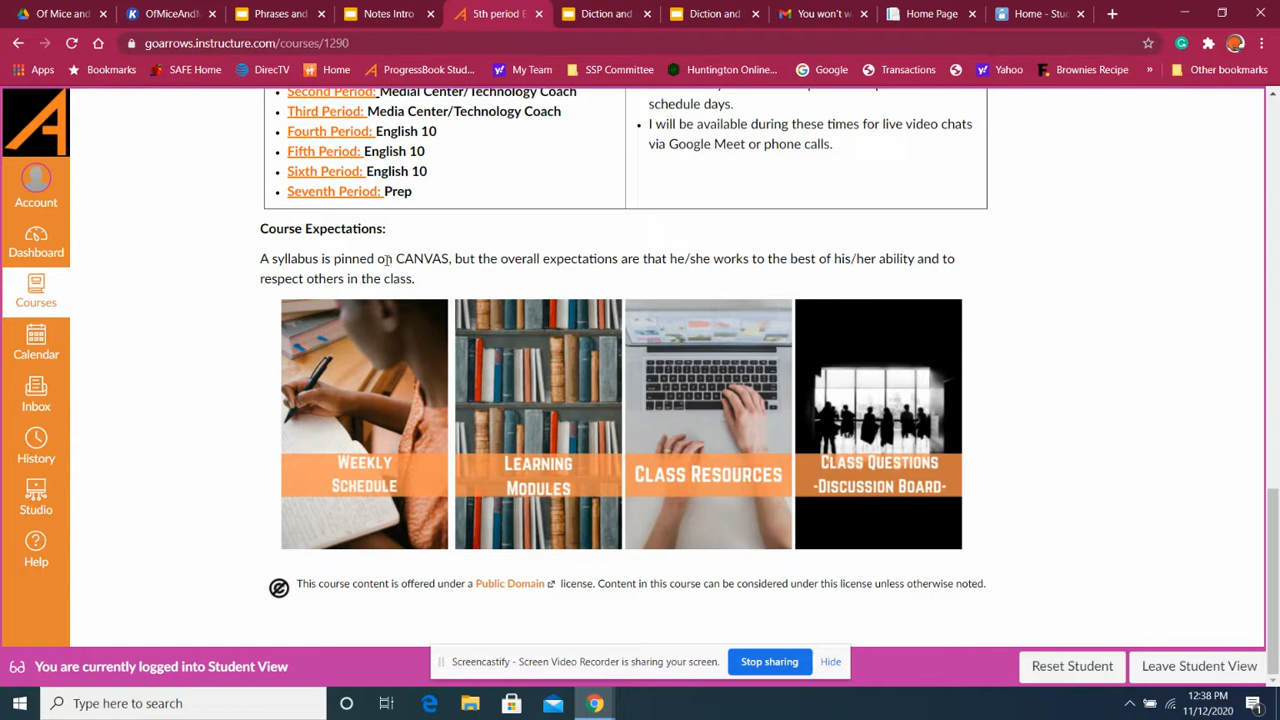 Of Mice and
OfMiceAndM
Phrases and
Notes Intro
5th period E
Diction and
Diction and
You won't w
Home Page
Home - Stu
goarrows.instructure.com/courses/1290
Apps
Bookmarks
SAFE Home
DirecTV
Home
ProgressBook Stud...
My Team
SSP Committee
Huntington Online...
Google
Transactions
Yahoo
Brownies Recipe
»
Other bookmarks
Account
Dashboard
Courses
Calendar
Inbox
History
Studio
Help
Second Period: Medial Center/Technology Coach
Third Period: Media Center/Technology Coach
Fourth Period: English 10
Fifth Period: English 10
Sixth Period: English 10
Seventh Period: Prep
schedule days.
I will be available during these times for live video chats
via Google Meet or phone calls.
Course Expectations:
A syllabus is pinned on CANVAS, but the overall expectations are that he/she works to the best of his/her ability and to
respect others in the class.
WEEKLY
SCHEDULE
LEARNING
MODULES
CLASS RESOURCES
CLASS QUESTIONS
-DISCUSSION BOARD-
This course content is offered under a Public Domain license. Content in this course can be considered under this license unless otherwise noted.
You are currently logged into Student View
Screencastify - Screen Video Recorder is sharing your screen.
Stop sharing
Hide
Reset Student
Leave Student View
Type here to search
12:38 PM
11/12/2020
1